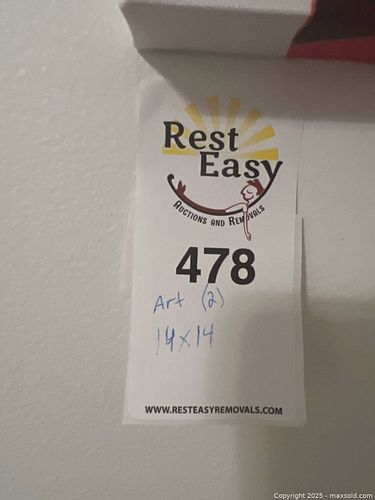 Rest
Easy
AUCTIONS AND REMOVALS
478
Art (2)
14x14
WWW.RESTEASYREMOVALS.COM
Copyright 2025 - maxsold.com